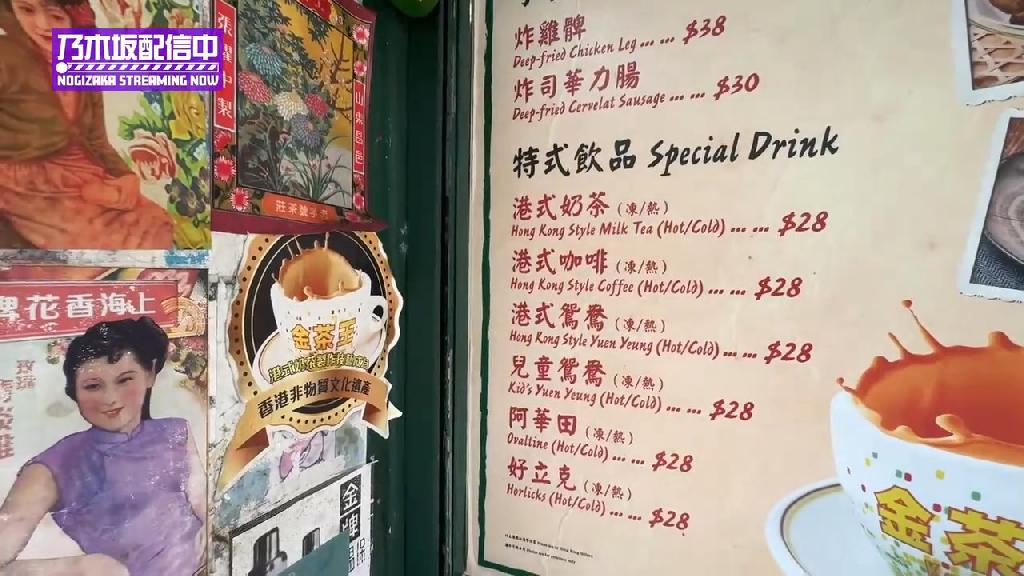 乃木坂配信中
NOGIZAKA STREAMING NOW
炸雞髀
Deep-fried Chicken Leg ... ... $38
炸司華力腸
Deep-fried Cervelat Sausage ... ... $30
特式飲品 Special Drink
港式奶茶 (凍/熱)
Hong Kong Style Milk Tea (Hot/Cold) ... ... $28
港式咖啡 (凍/熱)
Hong Kong Style Coffee (Hot/Cold) ... ... $28
港式鴛鴦 (凍/熱)
Hong Kong Style Yuen Yeung (Hot/Cold) ... ... $28
兒童鴛鴦 (凍/熱)
Kid's Yuen Yeung (Hot/Cold) ... ... $28
阿華田 (凍/熱)
Ovaltine (Hot/Cold) ... ... $28
好立克 (凍/熱)
Horlicks (Hot/Cold) ... ... $28
金茶王
香港非物質文化遺產
牌花香海上
金牌
金茶